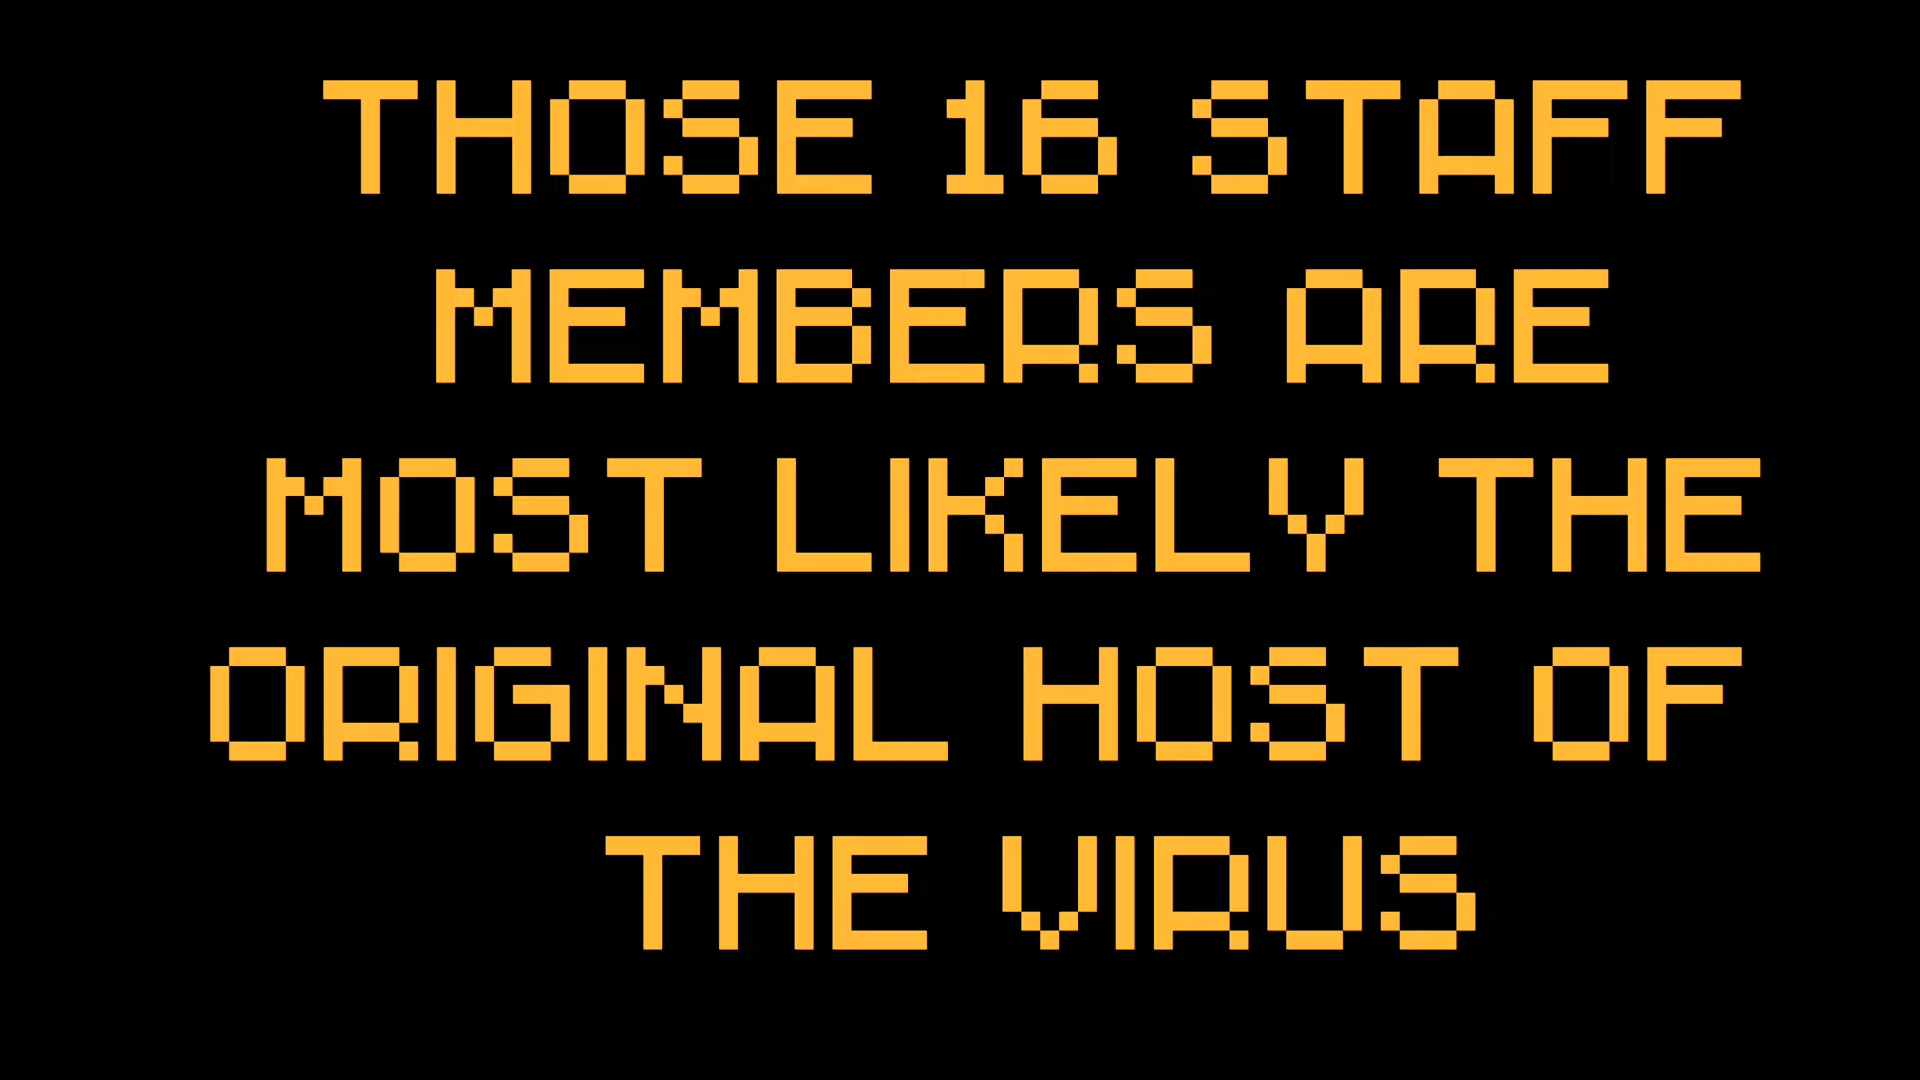 THOSE 16 STAFF
MEMBERS ARE
MOST LIKELY THE
ORIGINAL HOST OF
THE VIRUS